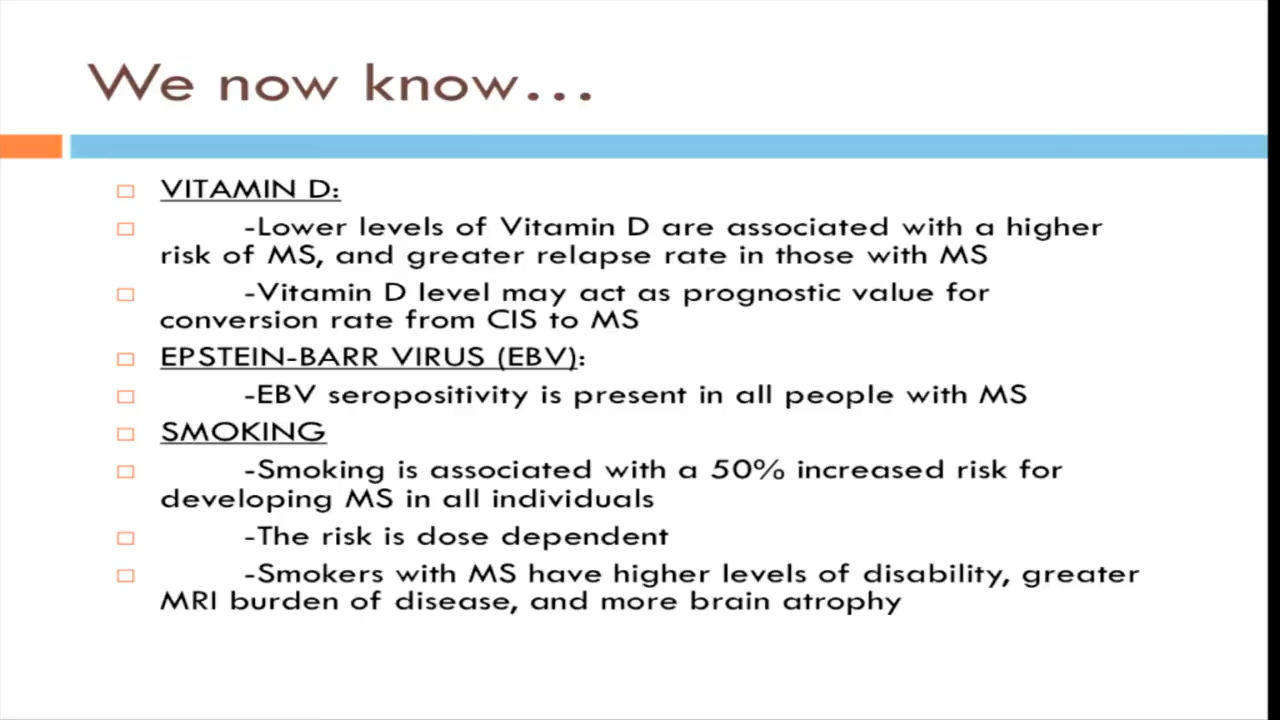 We now know...
VITAMIN D:
-Lower levels of Vitamin D are associated with a higher
risk of MS, and greater relapse rate in those with MS
-Vitamin D level may act as prognostic value for
conversion rate from CIS to MS
EPSTEIN-BARR VIRUS (EBV):
-EBV seropositivity is present in all people with MS
SMOKING
-Smoking is associated with a 50% increased risk for
developing MS in all individuals
-The risk is dose dependent
-Smokers with MS have higher levels of disability, greater
MRI burden of disease, and more brain atrophy